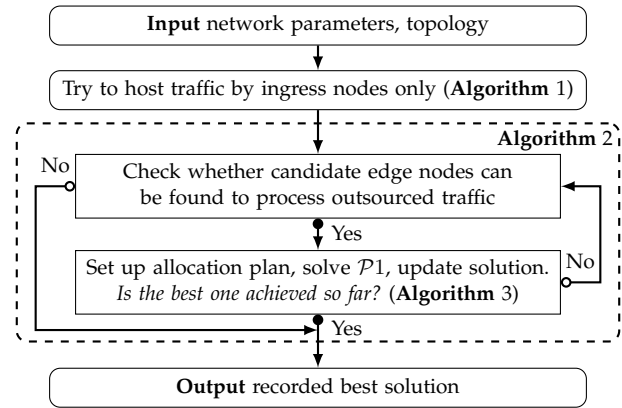 Input network parameters, topology
Try to host traffic by ingress nodes only (Algorithm 1)
Algorithm 2
No
Check whether candidate edge nodes can
be found to process outsourced traffic
Yes
Set up allocation plan, solve 𝒫1, update solution.
No
Is the best one achieved so far? (Algorithm 3)
Yes
Output recorded best solution